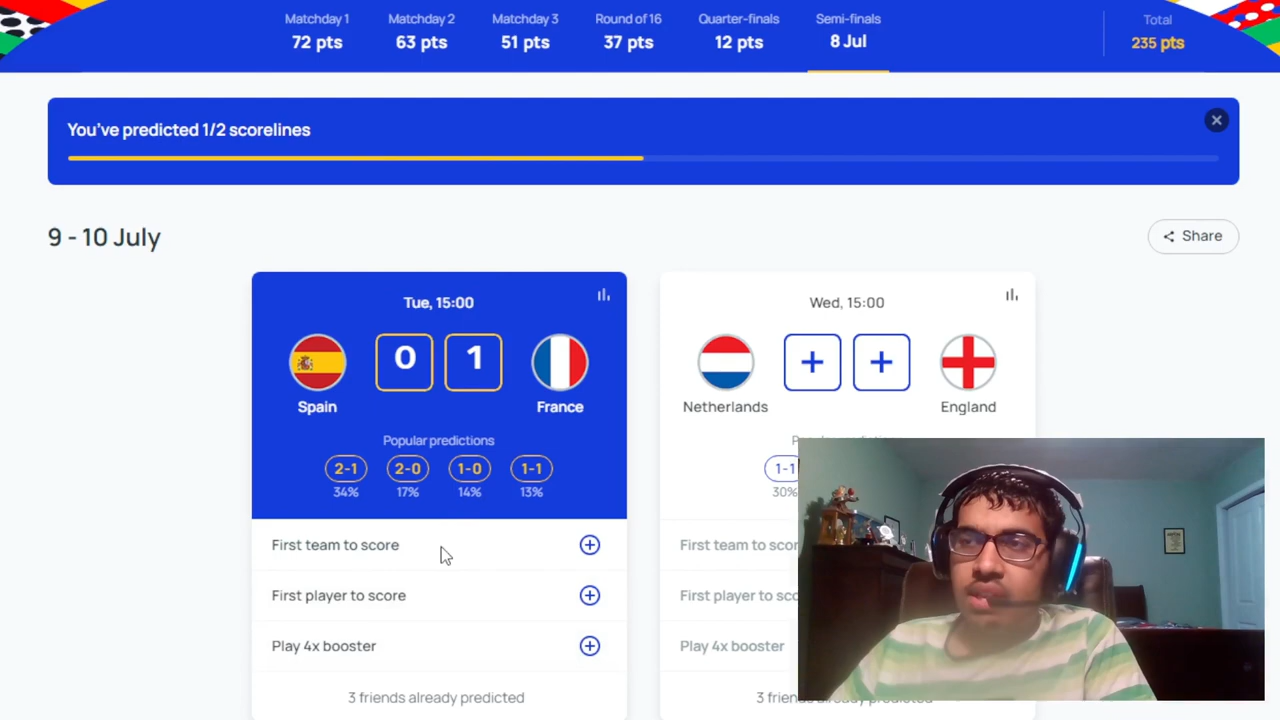 Matchday 1
72 pts
Matchday 2
63 pts
Matchday 3
51 pts
Round of 16
37 pts
Quarter-finals
12 pts
Semi-finals
8 Jul
Total
235 pts
You've predicted 1/2 scorelines
9 - 10 July
Share
Tue, 15:00
0 1
Spain
France
Popular predictions
2-1 2-0 1-0 1-1
34% 17% 14% 13%
First team to score
First player to score
Play 4x booster
3 friends already predicted
Wed, 15:00
Netherlands
England
1-1
30%
First team to scor
First player to sco
Play 4x booster
3 friends already predicted